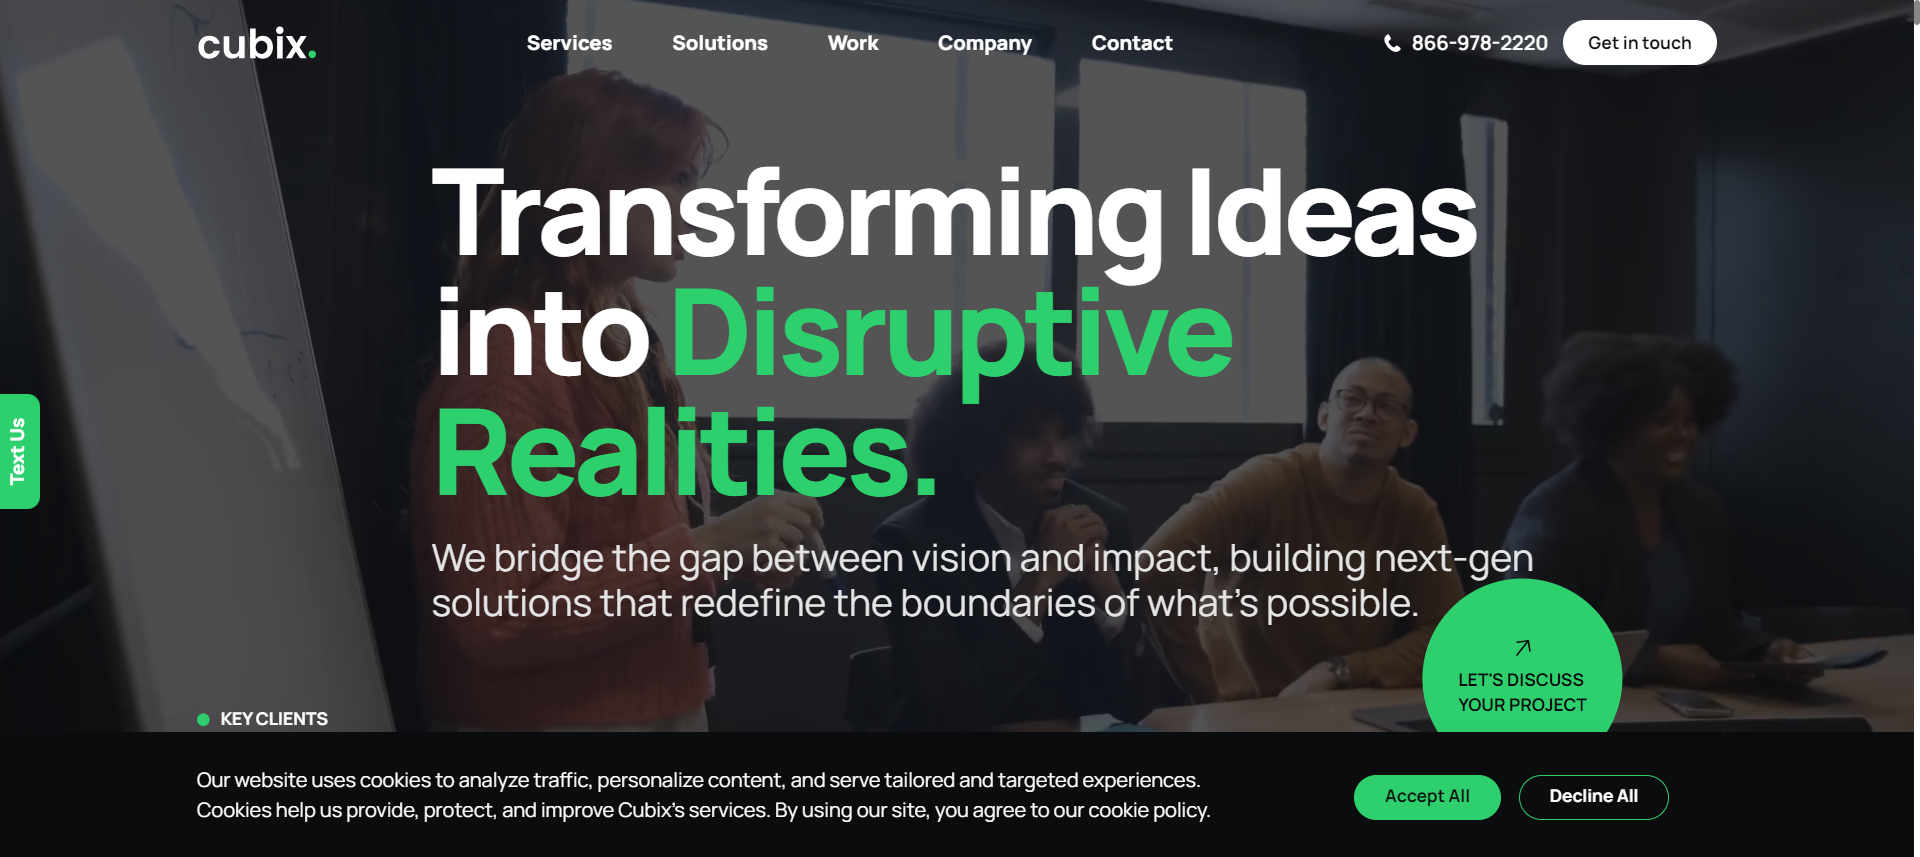 cubix.
Services
Solutions
Work
Company
Contact
866-978-2220
Get in touch
Transforming Ideas
into Disruptive
Realities.
Text Us
We bridge the gap between vision and impact, building next-gen
solutions that redefine the boundaries of what's possible.
LET'S DISCUSS
YOUR PROJECT
KEY CLIENTS
Our website uses cookies to analyze traffic, personalize content, and serve tailored and targeted experiences.
Cookies help us provide, protect, and improve Cubix's services. By using our site, you agree to our cookie policy.
Accept All
Decline All